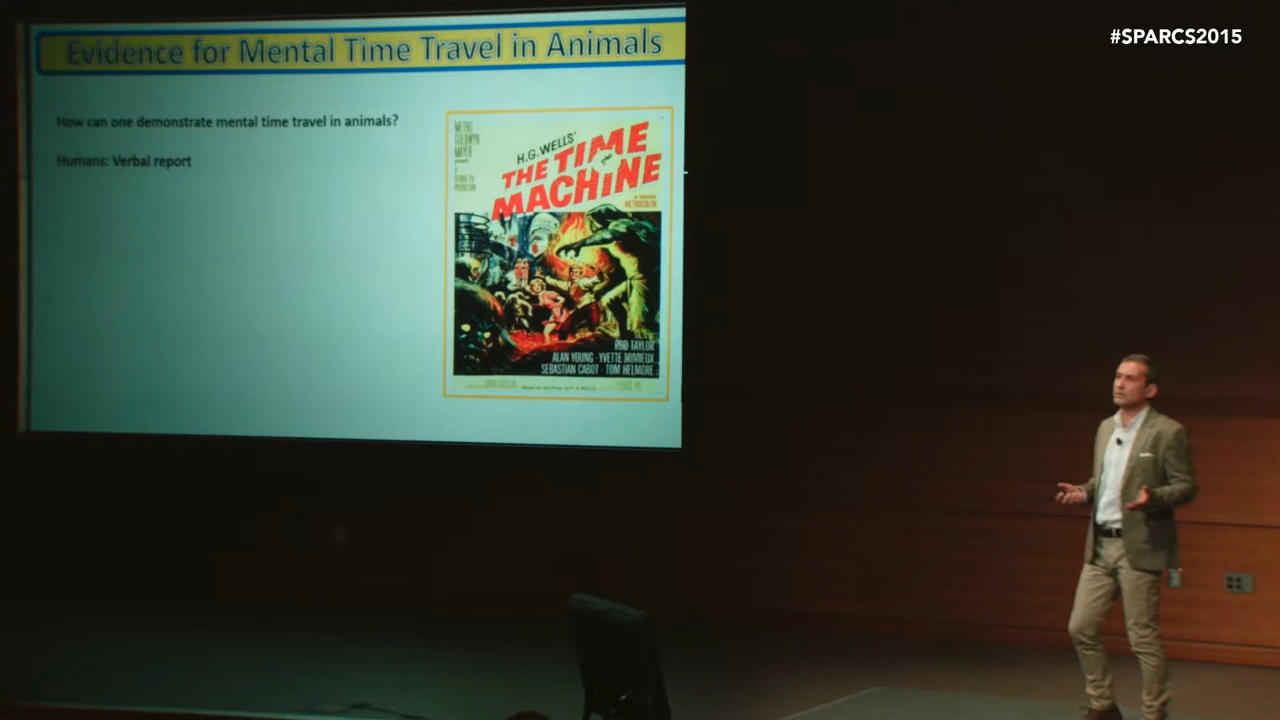 #SPARCS2015
Evidence for Mental Time Travel in Animals
How can one demonstrate mental time travel in animals?
Humans: Verbal report
METRO
GOLDWYN
MAYER
H.G. WELLS'
THE TIME
MACHINE
METROCOLOR
ROD TAYLOR
ALAN YOUNG · YVETTE MIMIEUX
SEBASTIAN CABOT · TOM HELMORE